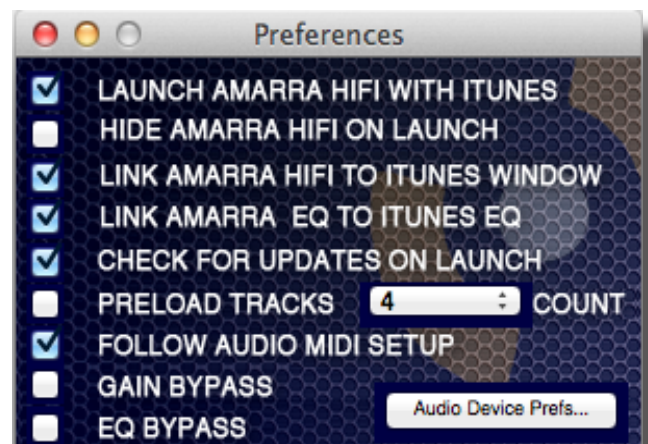 Preferences
LAUNCH AMARRA HIFI WITH ITUNES
HIDE AMARRA HIFI ON LAUNCH
LINK AMARRA HIFI TO ITUNES WINDOW
LINK AMARRA EQ TO ITUNES EQ
CHECK FOR UPDATES ON LAUNCH
PRELOAD TRACKS 4 COUNT
FOLLOW AUDIO MIDI SETUP
GAIN BYPASS
Audio Device Prefs...
EQ BYPASS